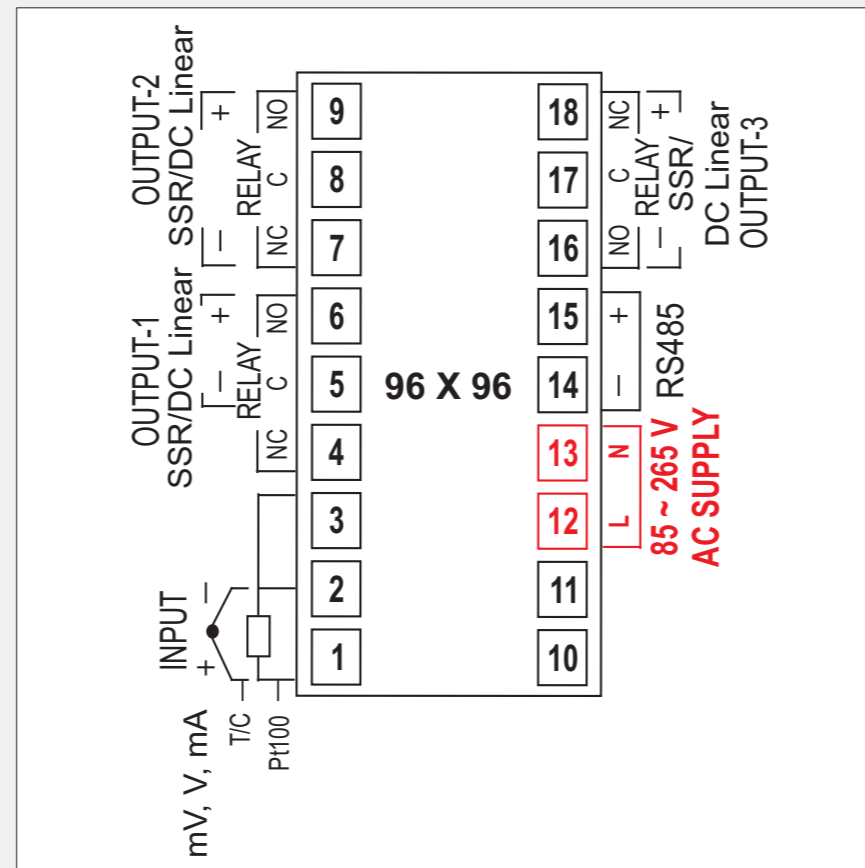 OUTPUT-2
SSR/DC Linear
+
−
NO
C
NC
RELAY
OUTPUT-1
SSR/DC Linear
+
−
NO
C
NC
RELAY
INPUT
−
+
mV, V, mA
T/C
Pt100
9
8
7
6
5
4
3
2
1
96 X 96
18
17
16
15
14
13
12
11
10
NC
C
NO
RELAY
+
−
SSR/
DC Linear
OUTPUT-3
+
−
RS485
N
L
85 ~ 265 V
AC SUPPLY